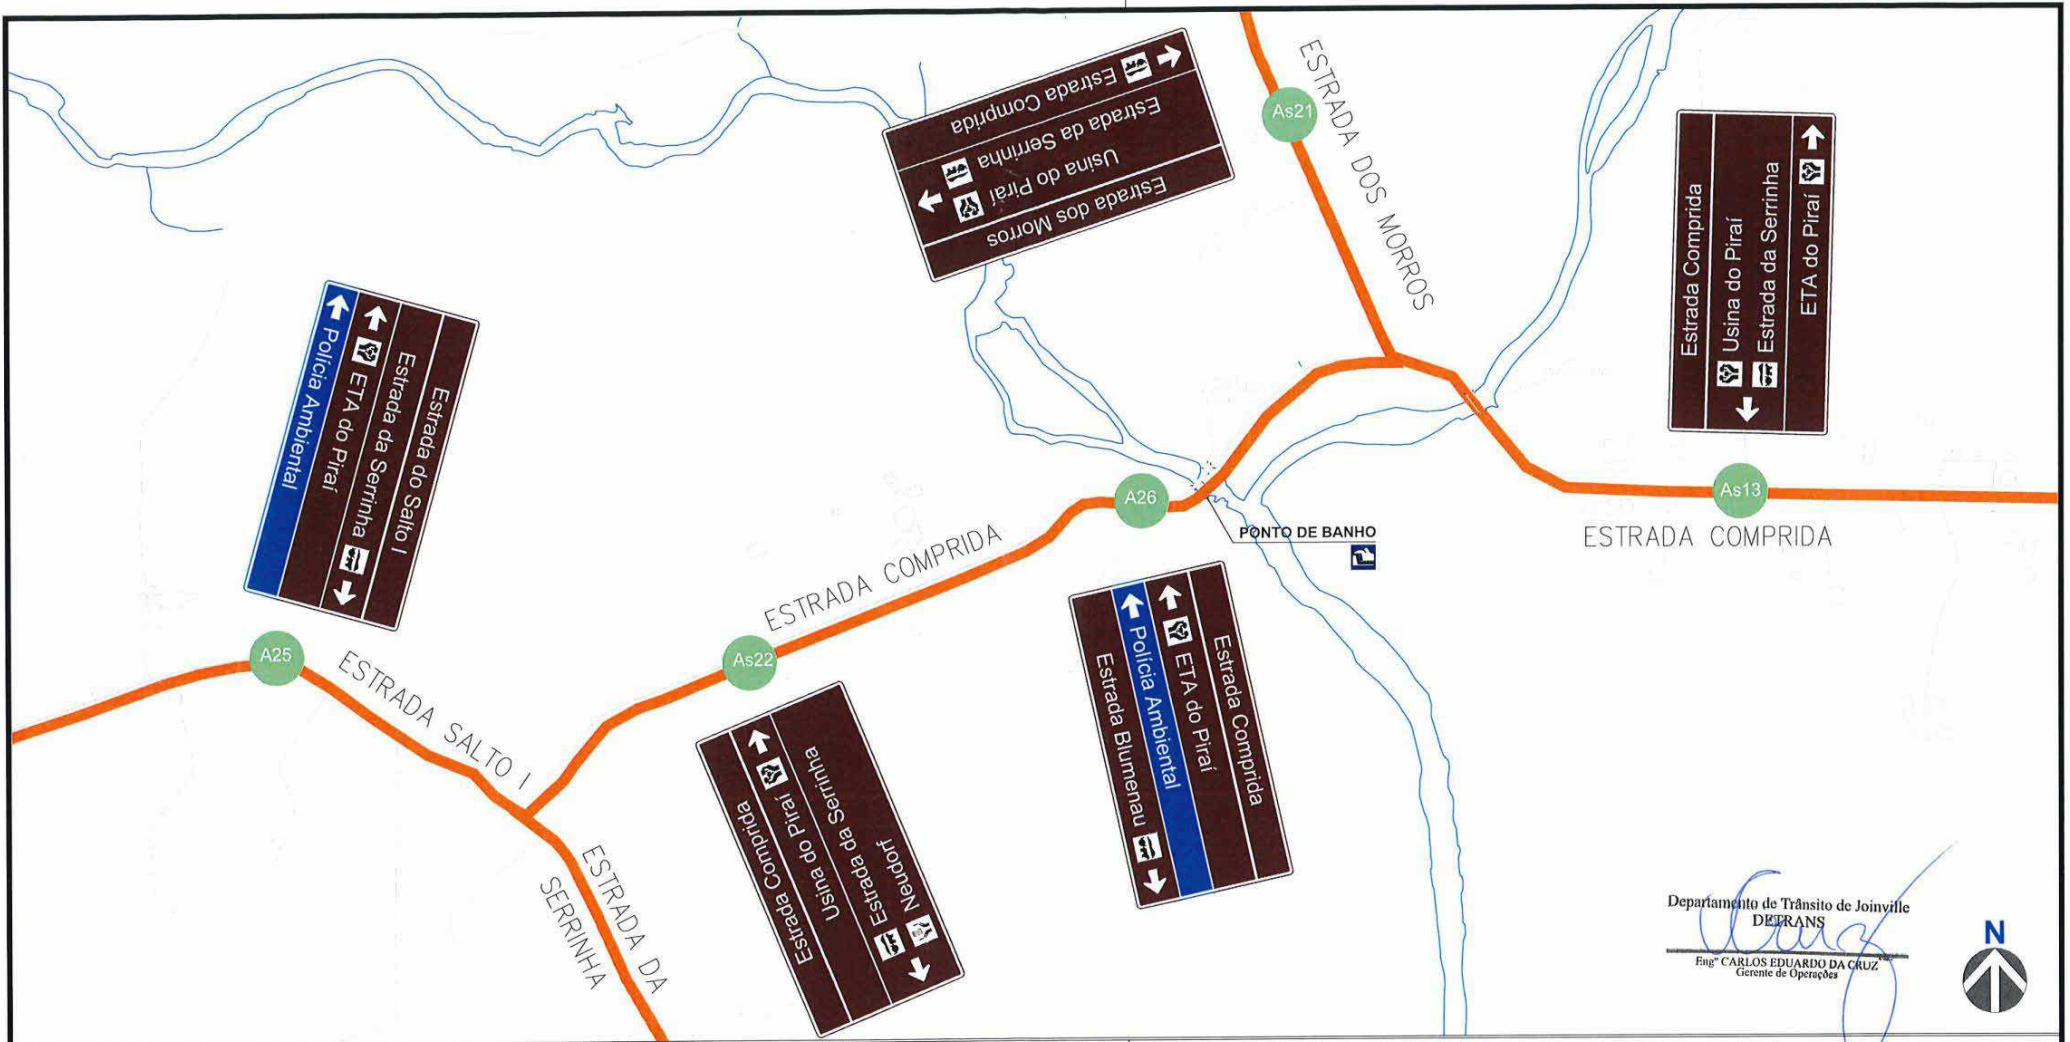 Estrada dos Morros
Usina do Piraí
Estrada da Serrinha
Estrada Comprida
As21
ESTRADA DOS MORROS
Estrada Comprida
Usina do Piraí
Estrada da Serrinha
ETA do Piraí
As13
ESTRADA COMPRIDA
Estrada do Salto I
Estrada da Serrinha
ETA do Piraí
Polícia Ambiental
A25
ESTRADA SALTO I
A26
PONTO DE BANHO
ESTRADA COMPRIDA
As22
Estrada Comprida
ETA do Piraí
Polícia Ambiental
Estrada Blumenau
Neudorf
Estrada da Serrinha
Usina do Piraí
Estrada Comprida
ESTRADA DA
SERRINHA
Departamento de Trânsito de Joinville
DETRANS
Engº CARLOS EDUARDO DA CRUZ
Gerente de Operações
N